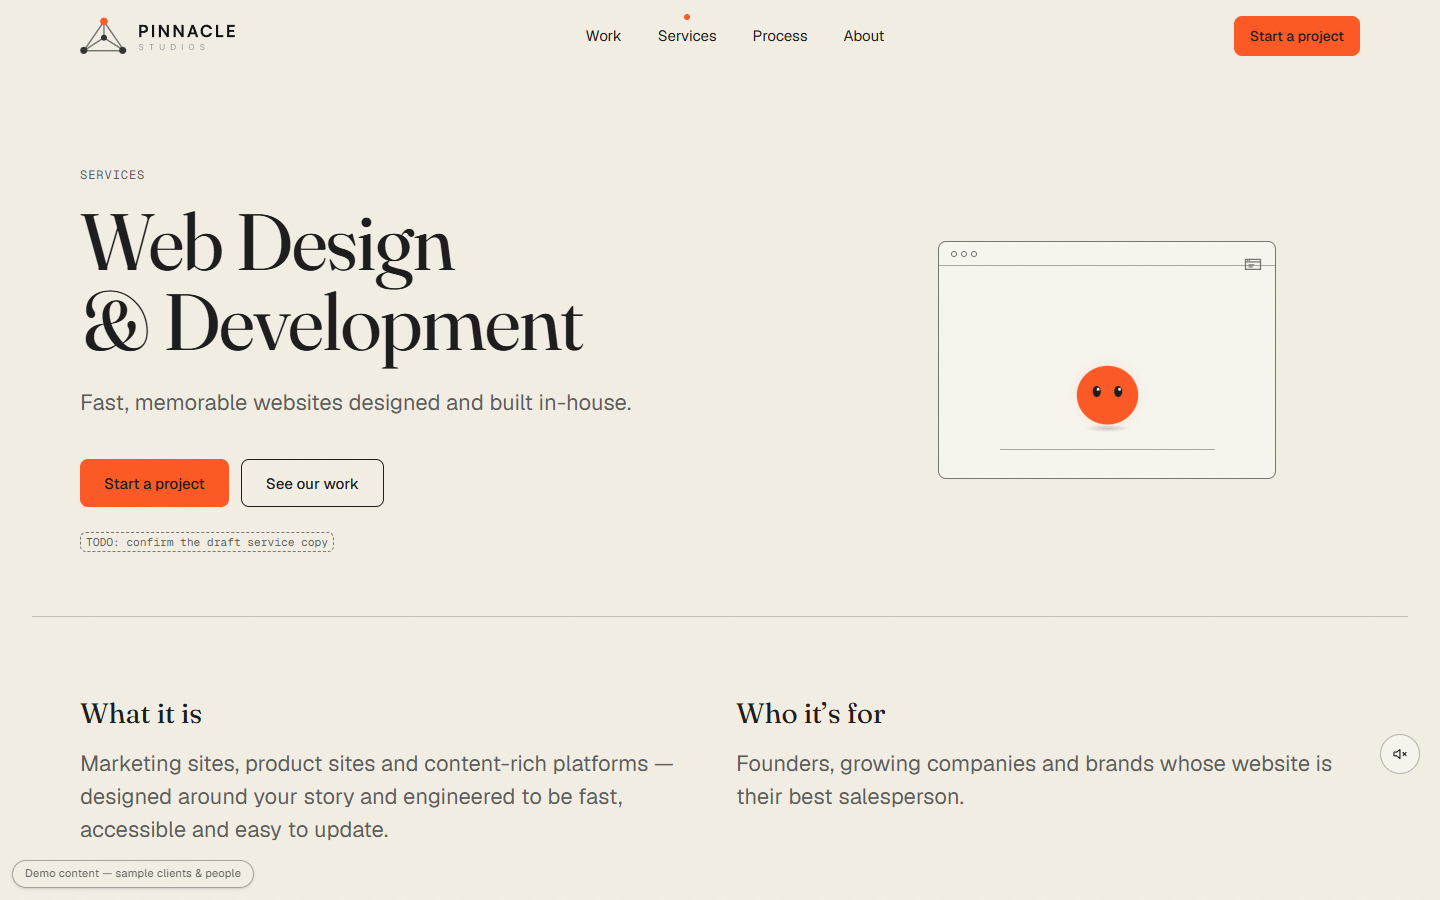 PINNACLE
STUDIOS
Work Services Process About
Start a project
SERVICES
Web Design
& Development
Fast, memorable websites designed and built in-house.
Start a project
See our work
TODO: confirm the draft service copy
What it is
Marketing sites, product sites and content-rich platforms —
designed around your story and engineered to be fast,
accessible and easy to update.
Who it’s for
Founders, growing companies and brands whose website is
their best salesperson.
Demo content — sample clients & people